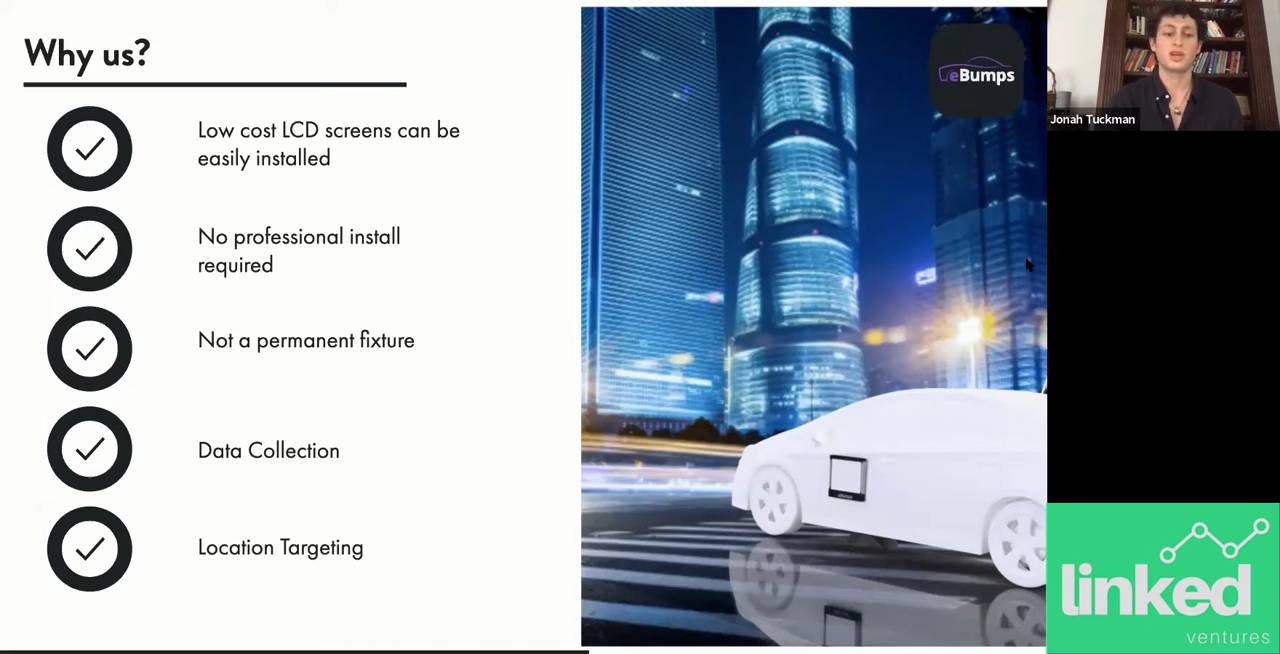 Why us?
Low cost LCD screens can be
easily installed
No professional install
required
Not a permanent fixture
Data Collection
Location Targeting
eBumps
Jonah Tuckman
linked
ventures